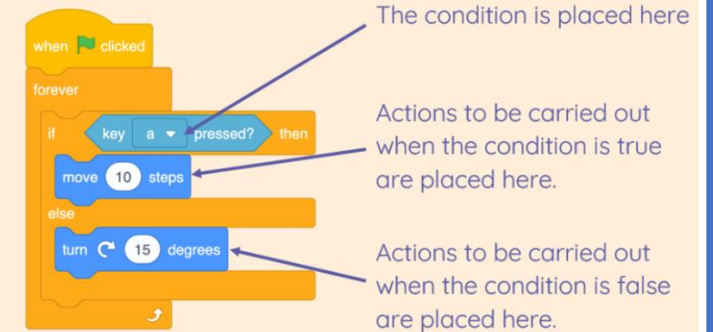 The condition is placed here
when clicked
forever
if key a pressed? then
Actions to be carried out
when the condition is true
are placed here.
move 10 steps
else
turn 15 degrees
Actions to be carried out
when the condition is false
are placed here.